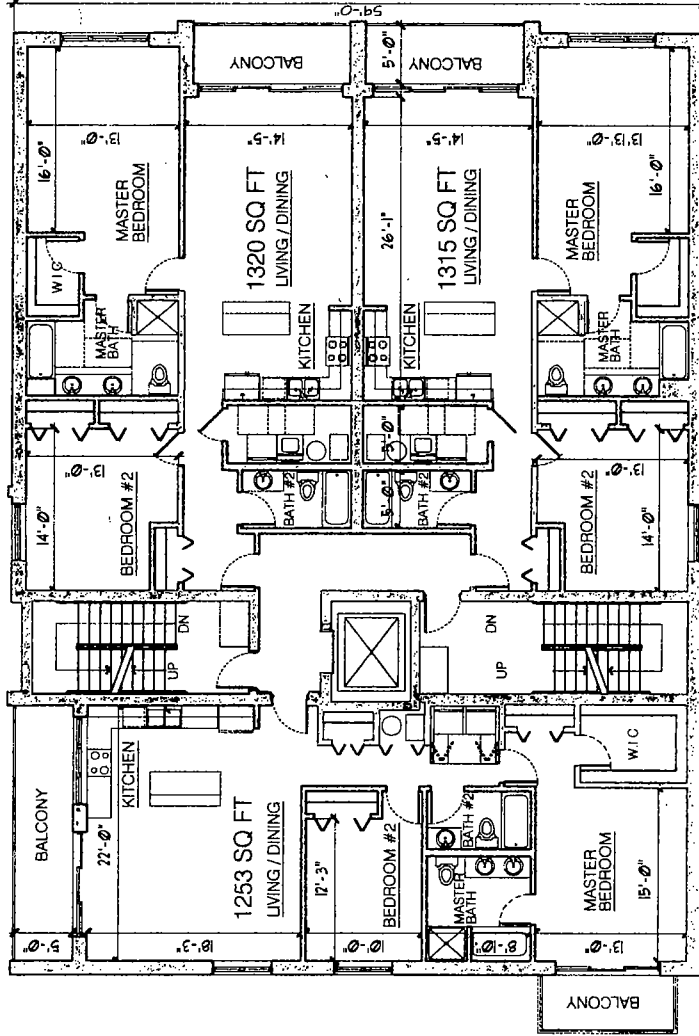 59'-0"
BALCONY
BALCONY
5'-0"
16'-0"
13'-0"
MASTER
BEDROOM
W I C
MASTER
BATH
14'-5"
1320 SQ FT
LIVING / DINING
KITCHEN
14'-5"
26'-1"
1315 SQ FT
LIVING / DINING
KITCHEN
13'13'-0"
16'-0"
MASTER
BEDROOM
MASTER
BATH
13'-0"
14'-0"
BEDROOM #2
BATH #2
5'-0"
BATH #2
13'-0"
14'-0"
BEDROOM #2
DN
UP
DN
UP
BALCONY
5'-0"
KITCHEN
22'-0"
18'-3"
1253 SQ FT
LIVING / DINING
12'-3"
10'-0"
BEDROOM #2
BATH #2
MASTER
BATH
8'-10"
W I C
MASTER
BEDROOM
15'-0"
13'-0"
BALCONY